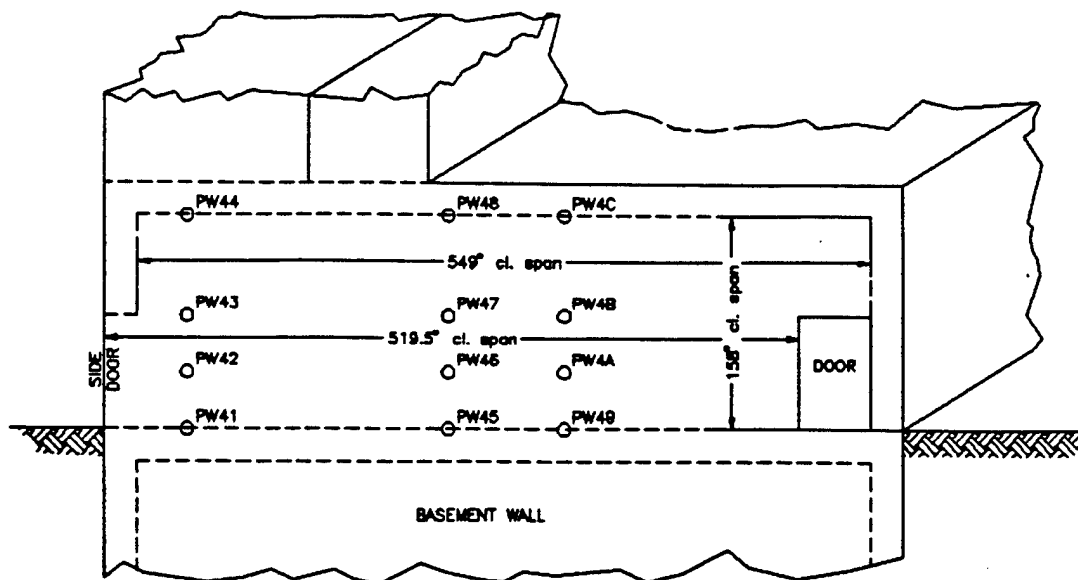 PW44
PW48
PW4C
549" cl. span
PW43
PW47
PW4B
519.5" cl. span
158" cl. span
SIDE
DOOR
PW42
PW46
PW4A
DOOR
PW41
PW45
PW49
BASEMENT WALL